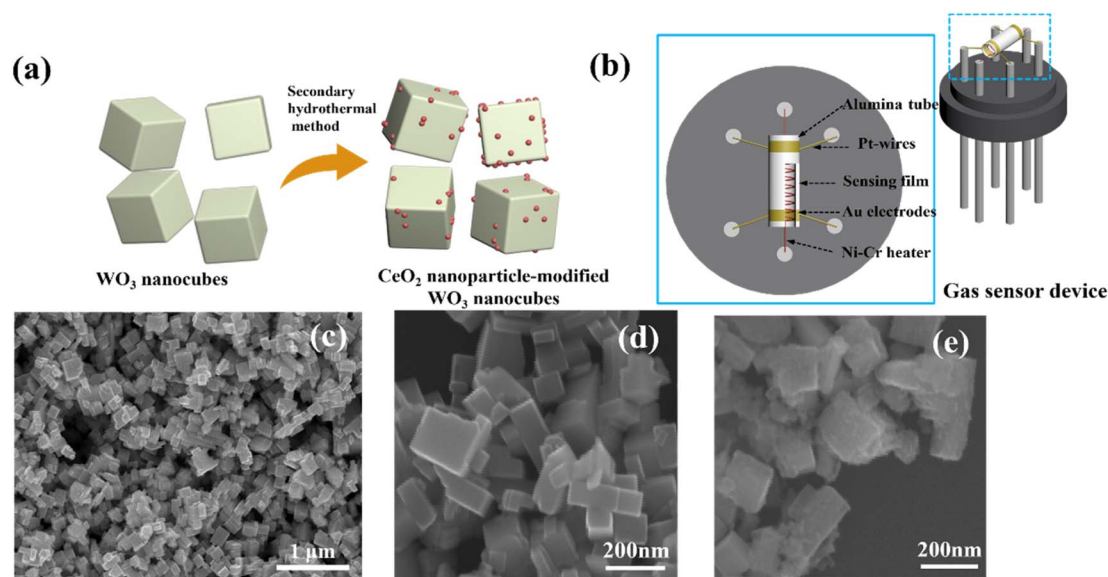 (a)
Secondary
hydrothermal
method
WO₃ nanocubes
CeO₂ nanoparticle-modified
WO₃ nanocubes
(b)
Alumina tube
Pt-wires
Sensing film
Au electrodes
Ni-Cr heater
Gas sensor device
(c)
1 μm
(d)
200nm
(e)
200nm